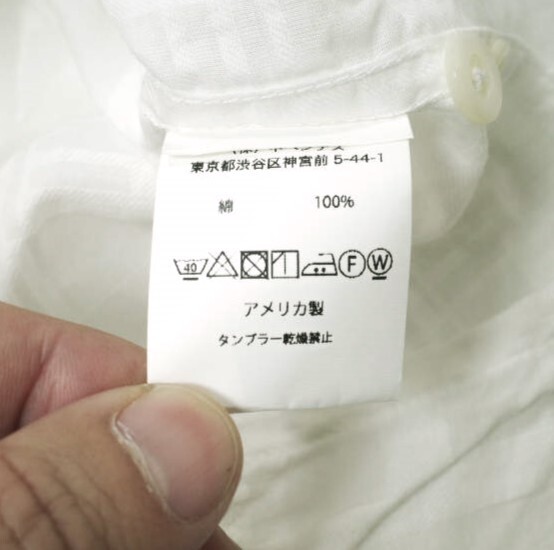 東京都渋谷区神宮前 5-44-1
綿 100%
40 F W
アメリカ製
タンブラー乾燥禁止